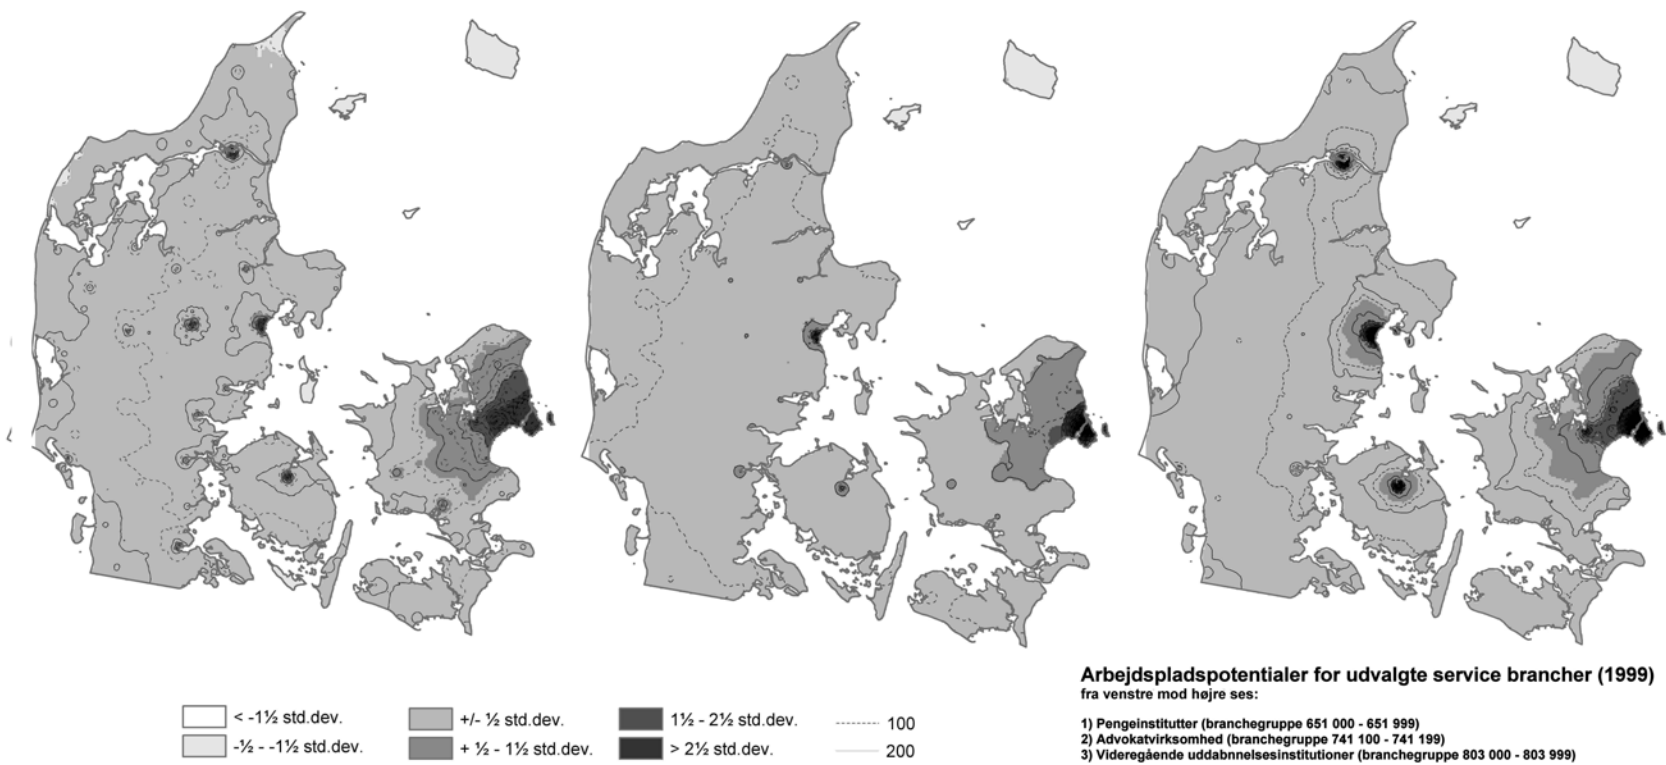 Arbejdspladspotentialer for udvalgte service brancher (1999)
fra venstre mod højre ses:
1) Pengeinstitutter (branchegruppe 651 000 - 651 999)
2) Advokatvirksomhed (branchegruppe 741 100 - 741 199)
3) Videregående uddabnnelsesinstitutioner (branchegruppe 803 000 - 803 999)
< -1½ std.dev.
-½ - -1½ std.dev.
+/- ½ std.dev.
+ ½ - 1½ std.dev.
1½ - 2½ std.dev.
> 2½ std.dev.
100
200